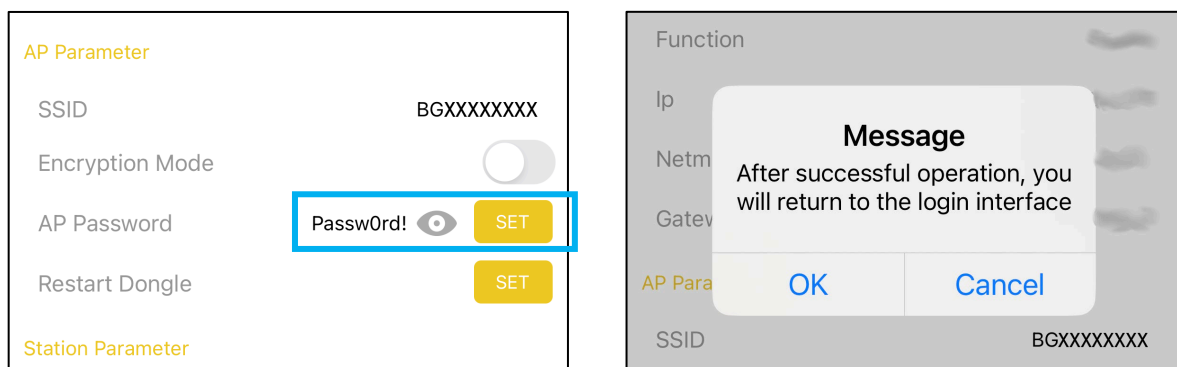 AP Parameter
SSID BGXXXXXXXX
Encryption Mode
AP Password Passw0rd! SET
Restart Dongle SET
Station Parameter
Function
Ip
Message
Netm
After successful operation, you
will return to the login interface
Gatew
OK Cancel
AP Para
SSID BGXXXXXXXX